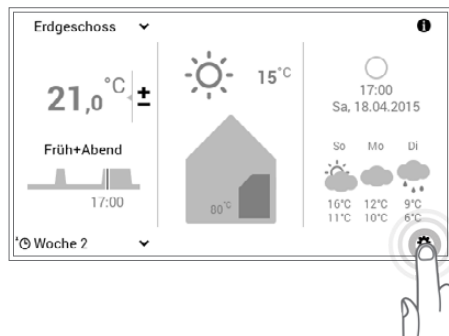 Erdgeschoss
21,0 °C
±
Früh+Abend
17:00
Woche 2
15°C
80°C
17:00
Sa, 18.04.2015
So Mo Di
16°C 12°C 9°C
11°C 10°C 6°C